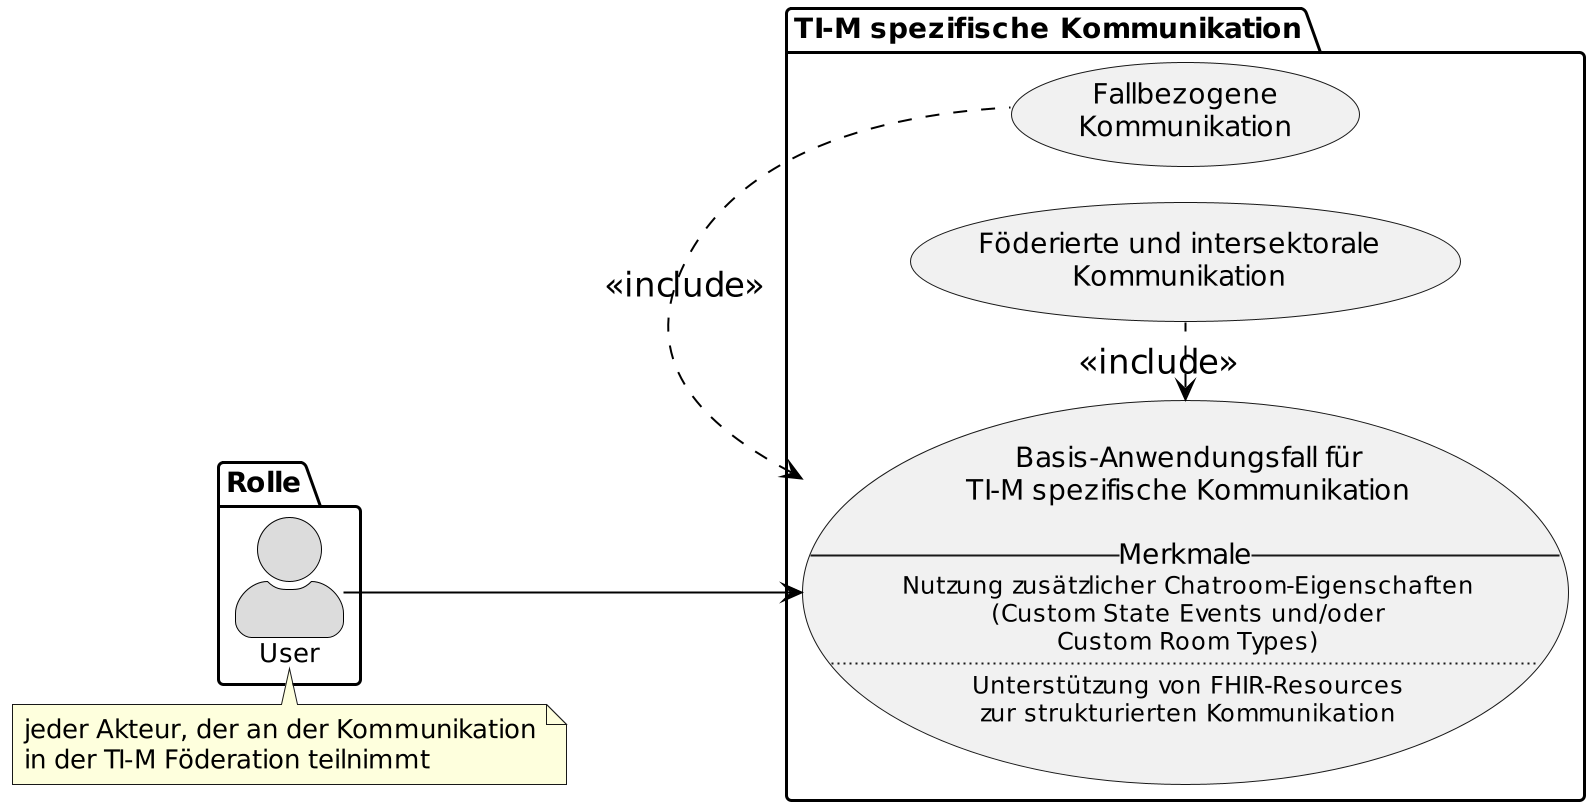 TI-M spezifische Kommunikation
Fallbezogene
Kommunikation
Föderierte und intersektorale
Kommunikation
«include»
«include»
Basis-Anwendungsfall für
TI-M spezifische Kommunikation
Merkmale
Nutzung zusätzlicher Chatroom-Eigenschaften
(Custom State Events und/oder
Custom Room Types)
Unterstützung von FHIR-Resources
zur strukturierten Kommunikation
Rolle
User
jeder Akteur, der an der Kommunikation
in der TI-M Föderation teilnimmt